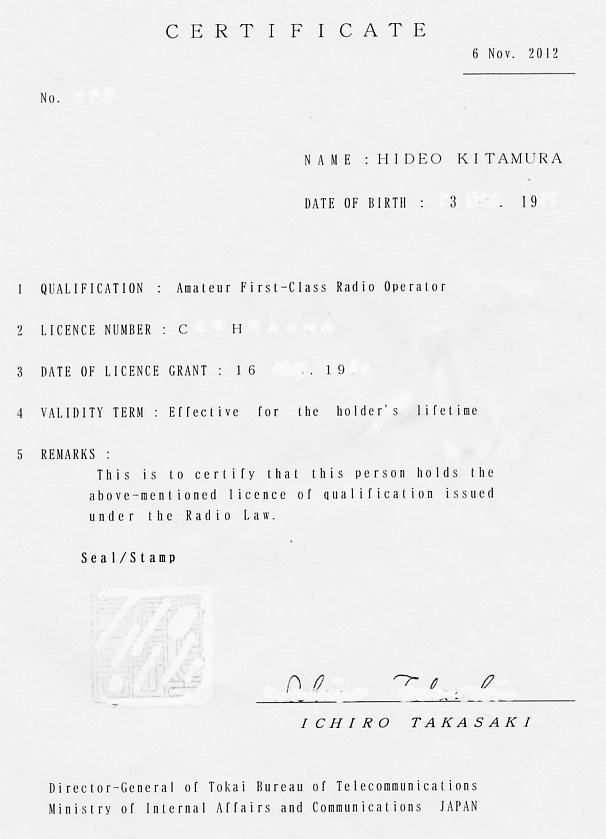 CERTIFICATE
6 Nov. 2012
No.
NAME : HIDEO KITAMURA
DATE OF BIRTH : 3 . 19
1 QUALIFICATION : Amateur First-Class Radio Operator
2 LICENCE NUMBER : C H
3 DATE OF LICENCE GRANT : 16 . . 19
4 VALIDITY TERM : Effective for the holder's lifetime
5 REMARKS :
This is to certify that this person holds the
above-mentioned licence of qualification issued
under the Radio Law.
Seal/Stamp
ICHIRO TAKASAKI
Director-General of Tokai Bureau of Telecommunications
Ministry of Internal Affairs and Communications JAPAN